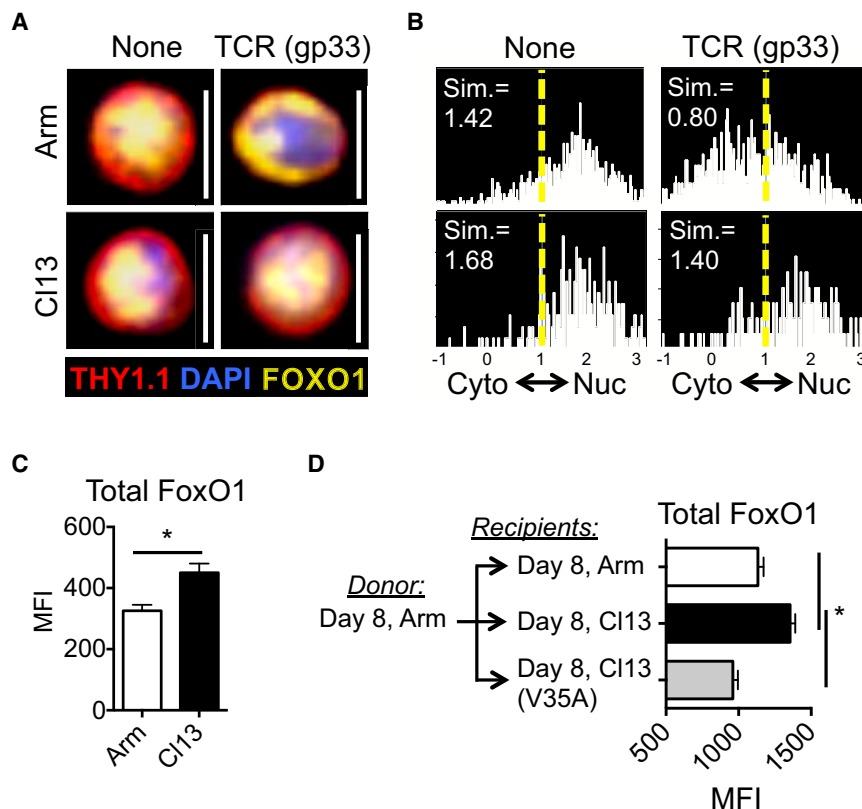 A
None TCR (gp33)
Arm
Cl13
THY1.1 DAPI FOXO1
B
None TCR (gp33)
Sim.= 1.42
Sim.= 0.80
Sim.= 1.68
Sim.= 1.40
-1 0 1 2 3 -1 0 1 2 3
Cyto Nuc Cyto Nuc
C
Total FoxO1
*
600
400
200
0
MFI
Arm Cl13
D
Recipients:
Total FoxO1
Donor:
Day 8, Arm
Day 8, Arm
Day 8, Cl13
Day 8, Cl13
(V35A)
*
500 1000 1500
MFI